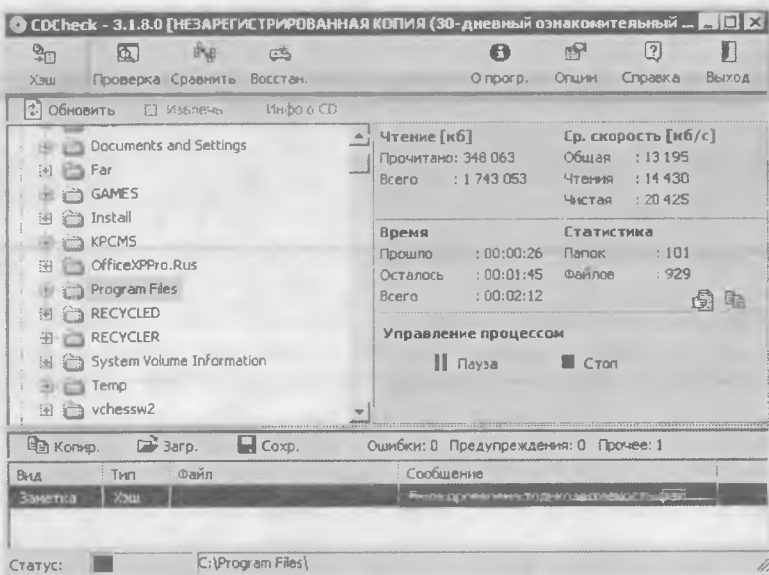 CDCheck - 3.1.8.0 [НЕЗАРЕГИСТРИРОВАННАЯ КОПИЯ (30-дневный ознакомительный ...
Хэш Проверка Сравнить Восстан. О прогр. Опции Справка Выход
Обновить Извлечь Инфо о CD
Documents and Settings
Far
GAMES
Install
KPCMS
OfficeXPPro.Rus
Program Files
RECYCLED
RECYCLER
System Volume Information
Temp
vchessw2
Чтение [кб] Ср. скорость [кб/с]
Прочитано: 348 063 Общая : 13 195
Всего : 1 743 053 Чтения : 14 430
Чистая : 20 425
Время Статистика
Прошло : 00:00:26 Папок : 101
Осталось : 00:01:45 Файлов : 929
Всего : 00:02:12
Управление процессом
Пауза Стоп
Копир. Загр. Сохр. Ошибки: 0 Предупреждения: 0 Прочее: 1
Вид Тип Файл Сообщение
Заметка Хэш
Статус: C:\Program Files\